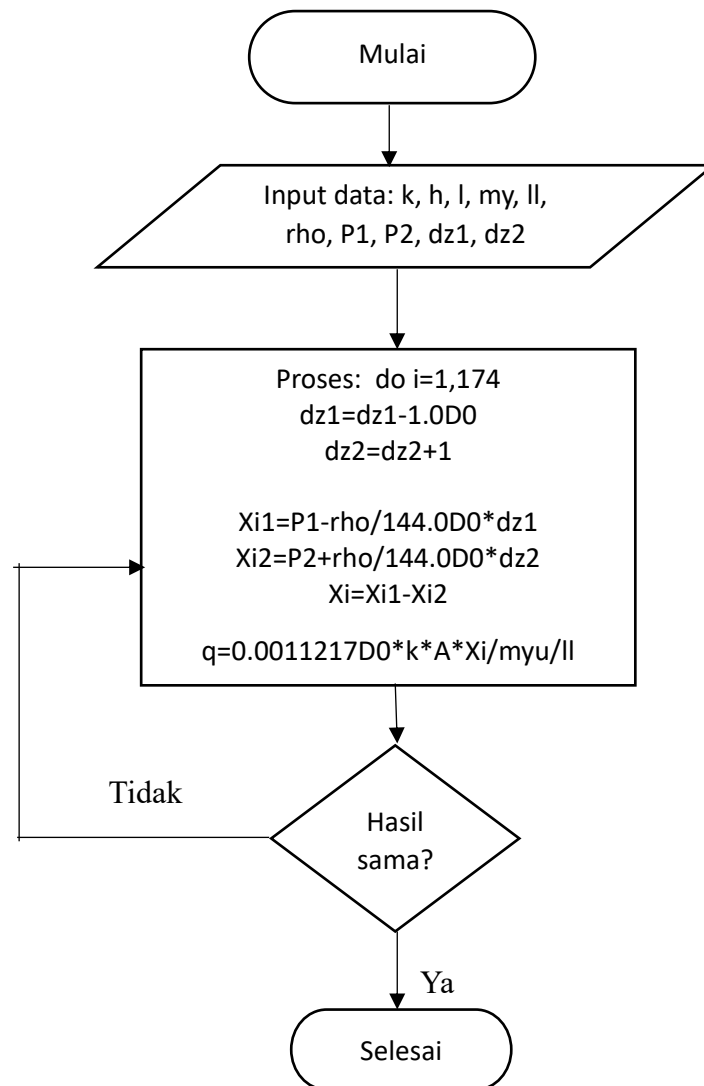 Mulai
Input data: k, h, l, my, ll,
rho, P1, P2, dz1, dz2
Proses:  do i=1,174
dz1=dz1-1.0D0
dz2=dz2+1
Xi1=P1-rho/144.0D0*dz1
Xi2=P2+rho/144.0D0*dz2
Xi=Xi1-Xi2
q=0.0011217D0*k*A*Xi/myu/ll
Tidak
Hasil
sama?
Ya
Selesai